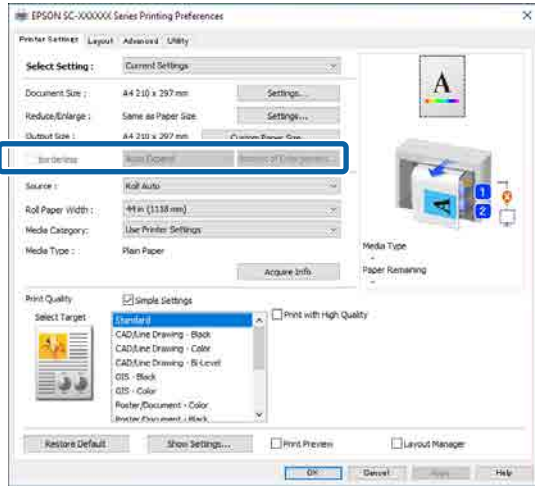 EPSON SC-XXXXXX Series Printing Preferences
Printer Settings Layout Advanced Utility
Select Setting : Current Settings
Document Size : A4 210 x 297 mm Settings...
Reduce/Enlarge : Same as Paper Size Settings...
Output Size : A4 210 x 297 mm Custom Paper Size...
Borderless Auto Expand Amount of Enlargement...
Source : Roll Auto
Roll Paper Width : 44 in (1118 mm)
Media Category: Use Printer Settings
Media Type : Plain Paper
Acquire Info
A
1
2
Media Type
-
Paper Remaining
-
Print Quality Simple Settings
Select Target Standard
CAD/Line Drawing - Black
CAD/Line Drawing - Color
CAD/Line Drawing - Bi-Level
GIS - Black
GIS - Color
Poster/Document - Color
Poster/Document - Black
Print with High Quality
Restore Default Show Settings... Print Preview Layout Manager
OK Cancel Apply Help